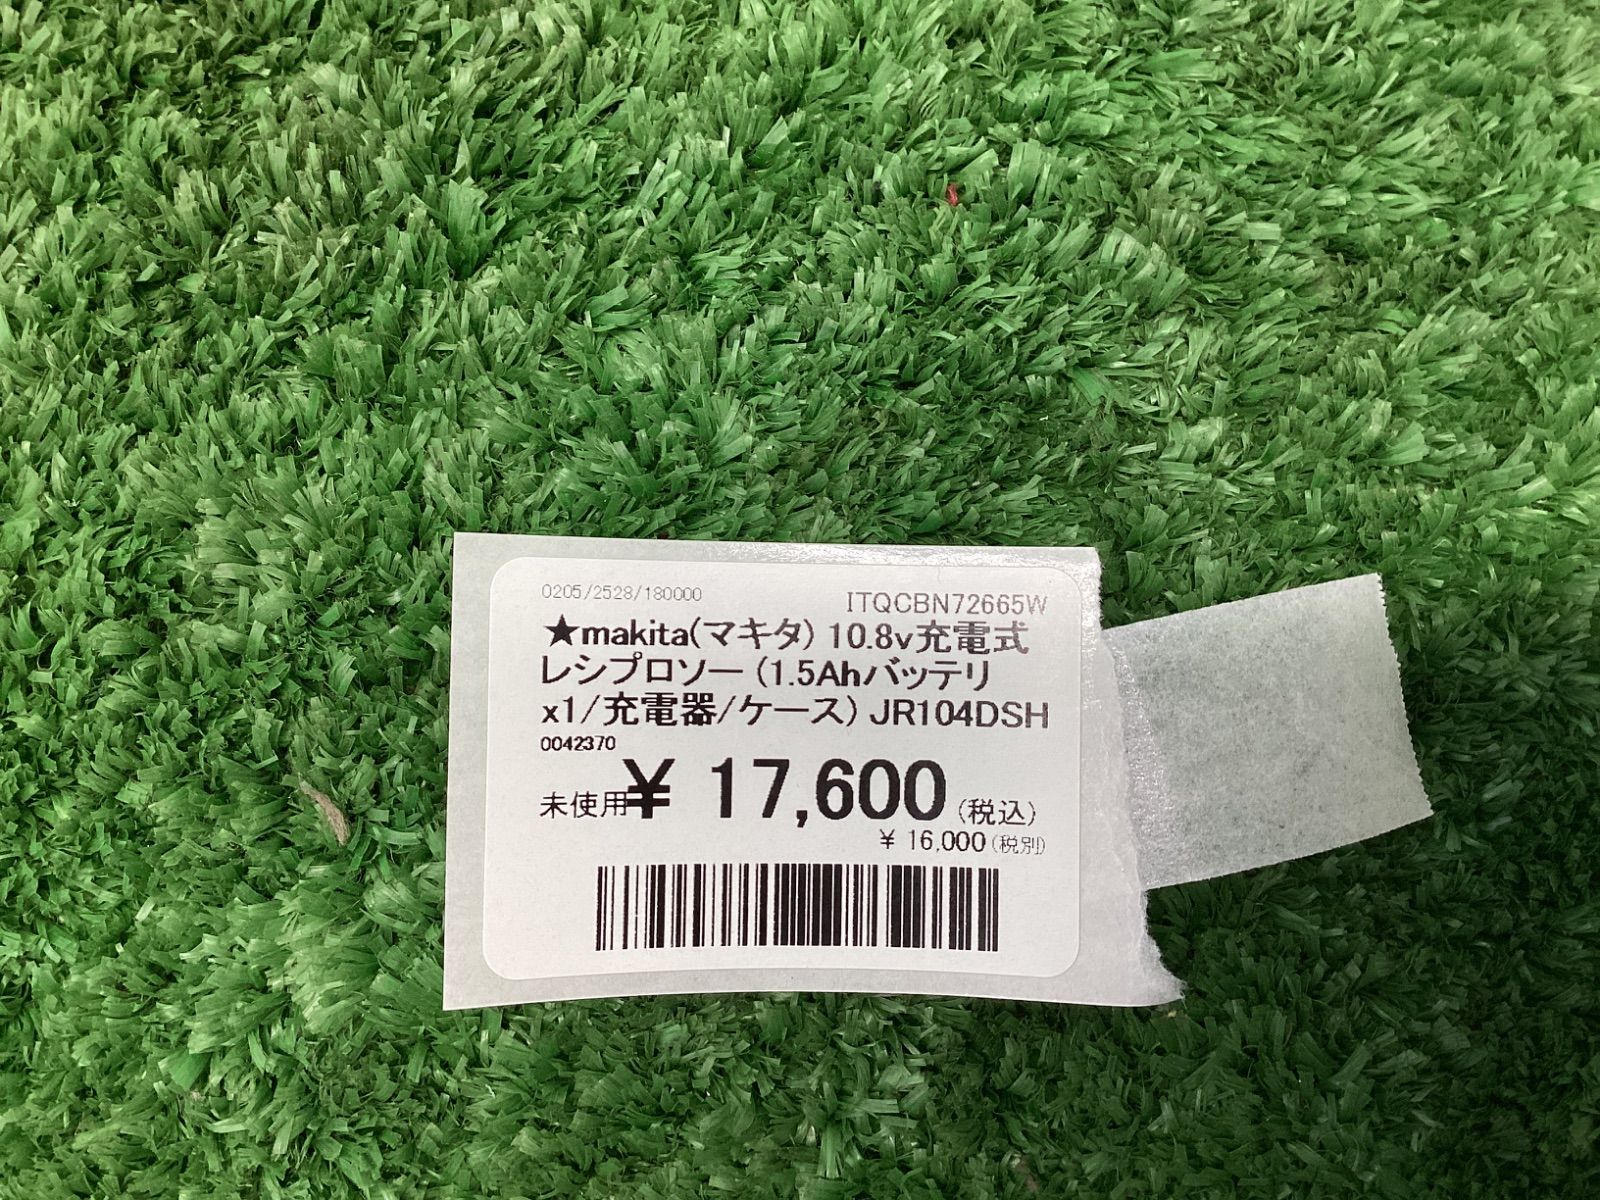 0205/2528/180000
ITQCBN72665W
★makita(マキタ) 10.8v充電式
レシプロソー (1.5Ahバッテリ
x1/充電器/ケース) JR104DSH
0042370
未使用¥ 17,600 (税込)
¥ 16,000(税別)